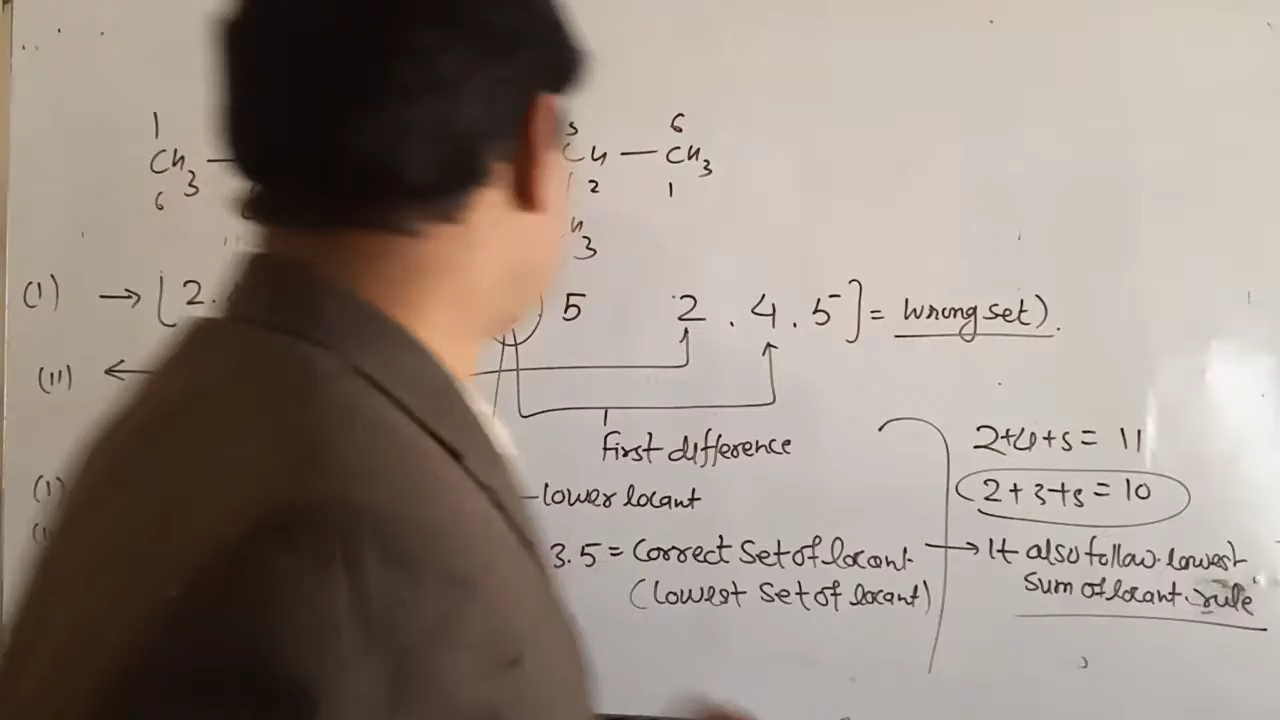 1 5 6
CH3 — CH — CH3
6 2 1
H3
(I) → [2. 5 2 . 4 . 5] = Wrong set).
(II) ←
First difference
2+4+5 = 11
(I) – lower locant
2+3+5 = 10
3.5 = Correct Set of locant → It also follow lowest
(lowest set of locant) Sum of locant rule